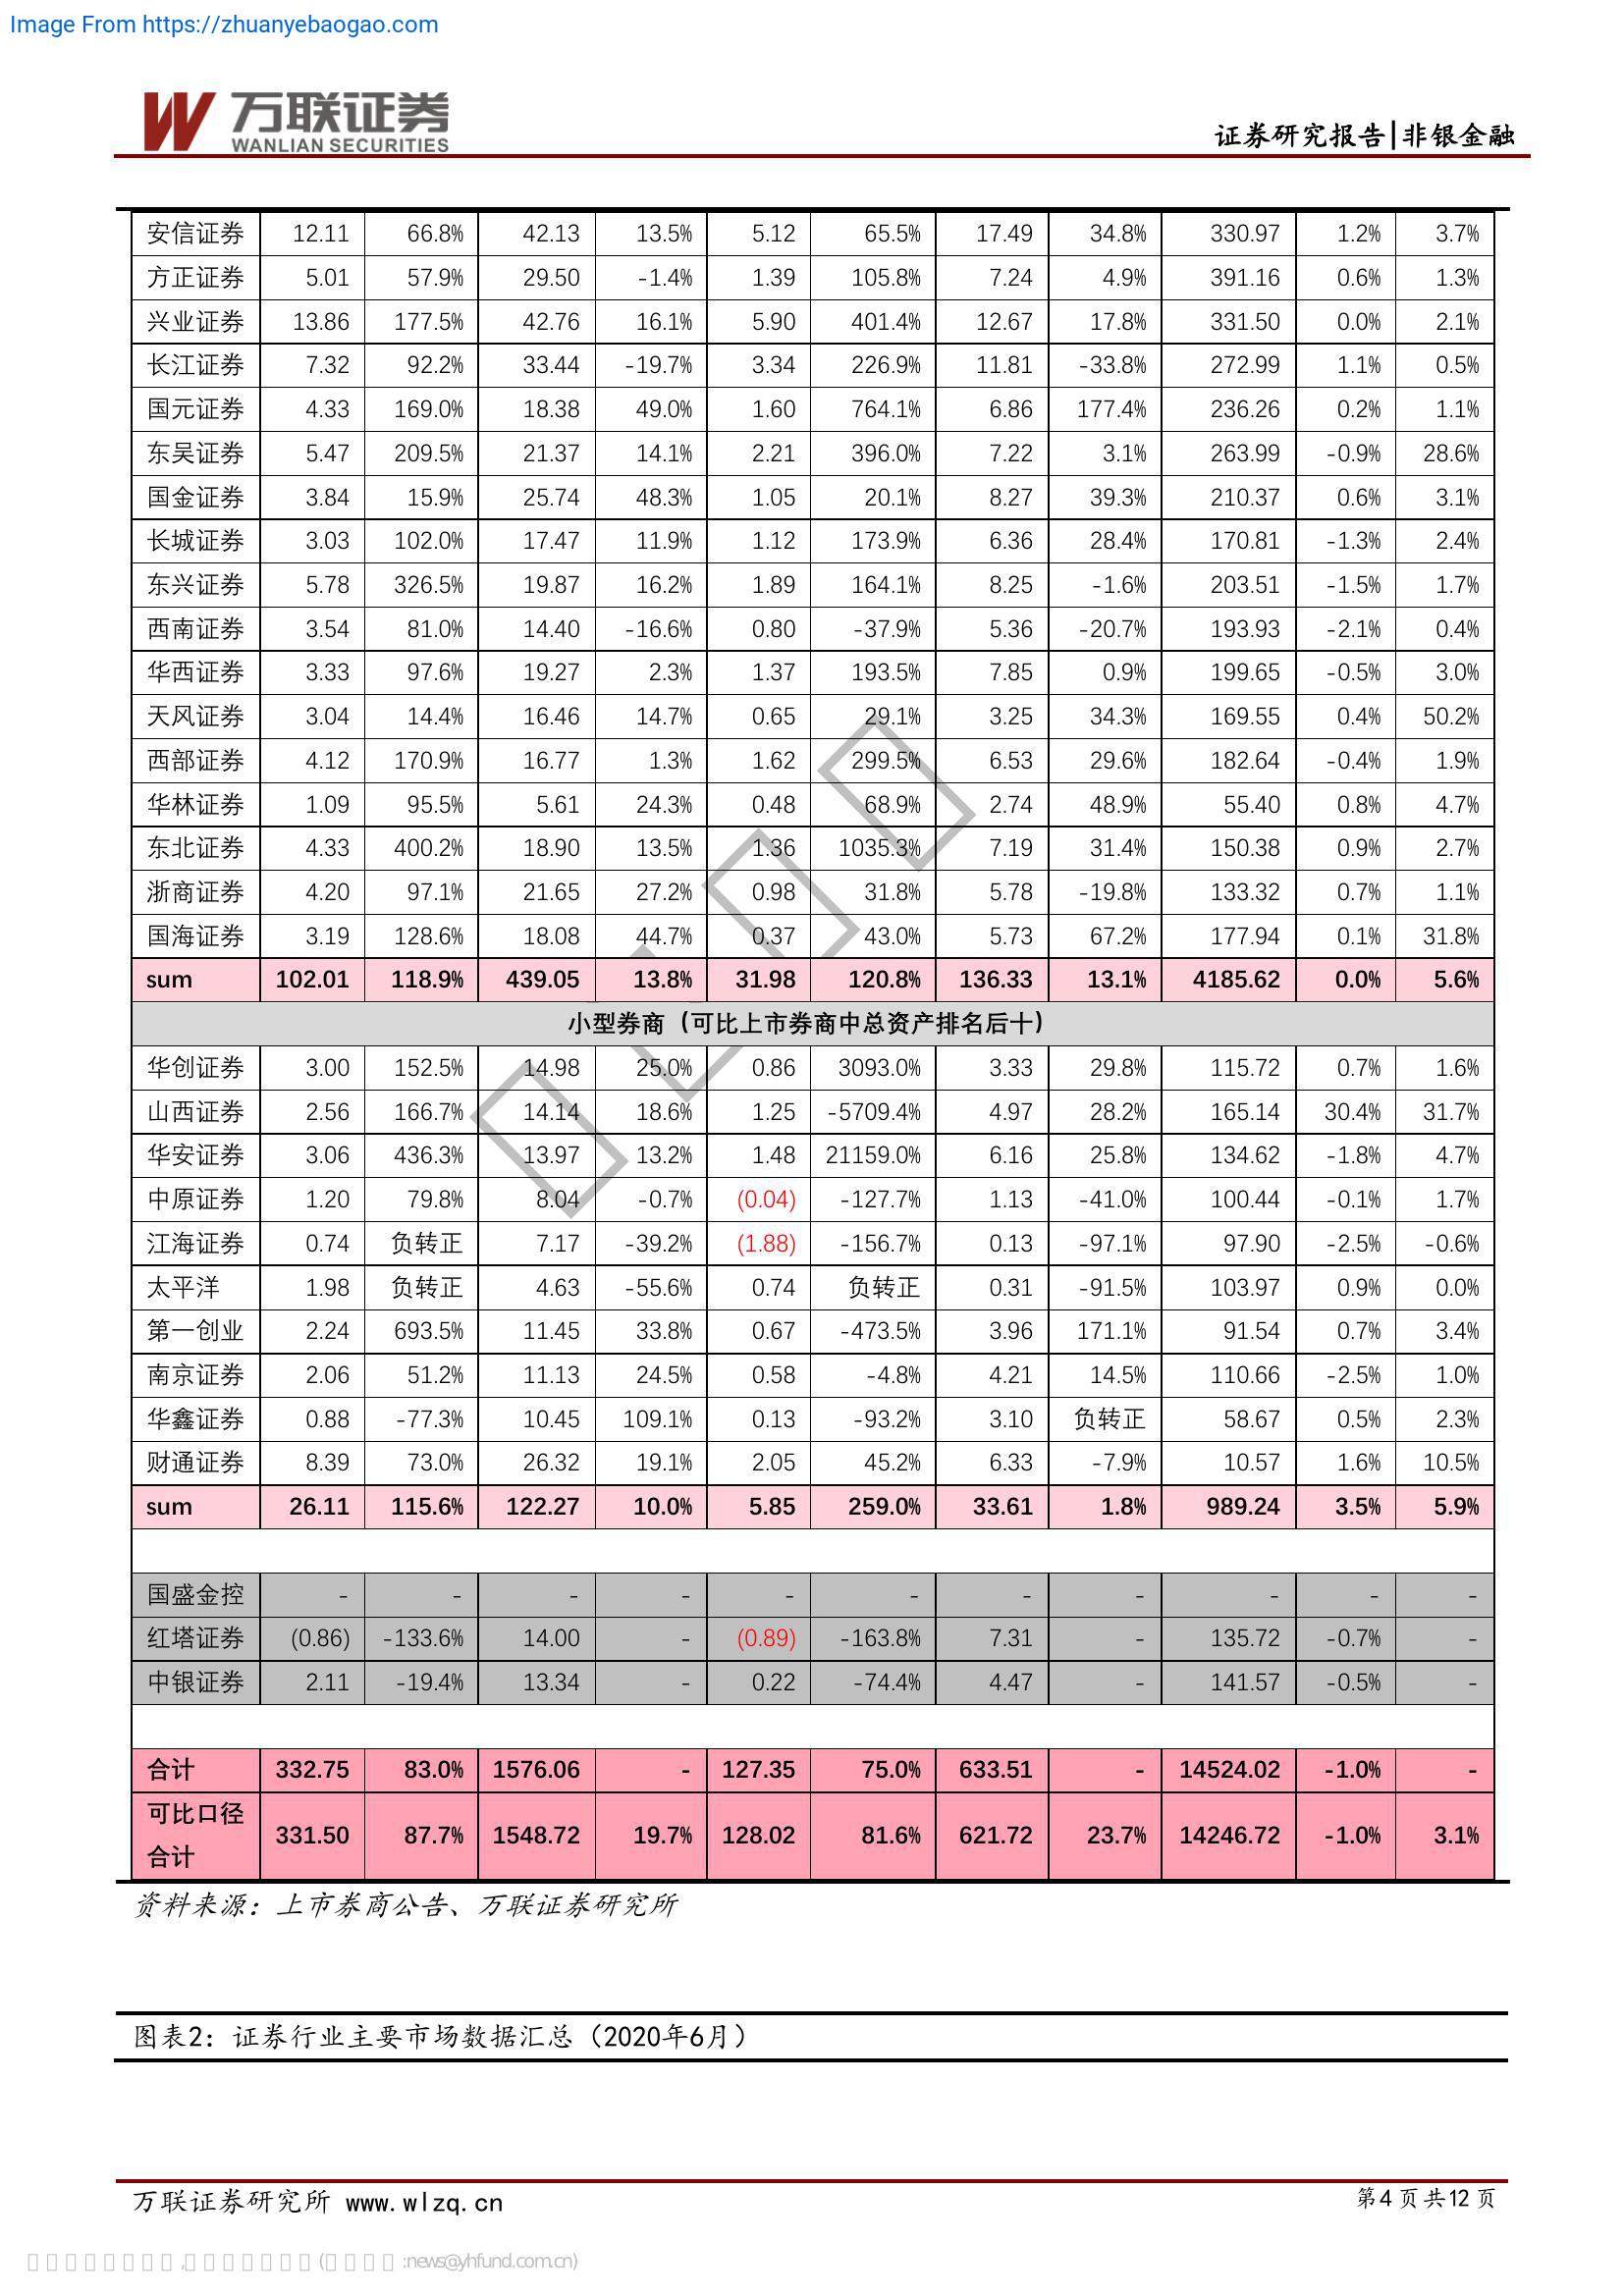 Image From https://zhuanyebaogao.com
万联证券
WANLIAN SECURITIES
证券研究报告|非银金融
安信证券 12.11 66.8% 42.13 13.5% 5.12 65.5% 17.49 34.8% 330.97 1.2% 3.7%
方正证券 5.01 57.9% 29.50 -1.4% 1.39 105.8% 7.24 4.9% 391.16 0.6% 1.3%
兴业证券 13.86 177.5% 42.76 16.1% 5.90 401.4% 12.67 17.8% 331.50 0.0% 2.1%
长江证券 7.32 92.2% 33.44 -19.7% 3.34 226.9% 11.81 -33.8% 272.99 1.1% 0.5%
国元证券 4.33 169.0% 18.38 49.0% 1.60 764.1% 6.86 177.4% 236.26 0.2% 1.1%
东吴证券 5.47 209.5% 21.37 14.1% 2.21 396.0% 7.22 3.1% 263.99 -0.9% 28.6%
国金证券 3.84 15.9% 25.74 48.3% 1.05 20.1% 8.27 39.3% 210.37 0.6% 3.1%
长城证券 3.03 102.0% 17.47 11.9% 1.12 173.9% 6.36 28.4% 170.81 -1.3% 2.4%
东兴证券 5.78 326.5% 19.87 16.2% 1.89 164.1% 8.25 -1.6% 203.51 -1.5% 1.7%
西南证券 3.54 81.0% 14.40 -16.6% 0.80 -37.9% 5.36 -20.7% 193.93 -2.1% 0.4%
华西证券 3.33 97.6% 19.27 2.3% 1.37 193.5% 7.85 0.9% 199.65 -0.5% 3.0%
天风证券 3.04 14.4% 16.46 14.7% 0.65 29.1% 3.25 34.3% 169.55 0.4% 50.2%
西部证券 4.12 170.9% 16.77 1.3% 1.62 299.5% 6.53 29.6% 182.64 -0.4% 1.9%
华林证券 1.09 95.5% 5.61 24.3% 0.48 68.9% 2.74 48.9% 55.40 0.8% 4.7%
东北证券 4.33 400.2% 18.90 13.5% 1.36 1035.3% 7.19 31.4% 150.38 0.9% 2.7%
浙商证券 4.20 97.1% 21.65 27.2% 0.98 31.8% 5.78 -19.8% 133.32 0.7% 1.1%
国海证券 3.19 128.6% 18.08 44.7% 0.37 43.0% 5.73 67.2% 177.94 0.1% 31.8%
sum 102.01 118.9% 439.05 13.8% 31.98 120.8% 136.33 13.1% 4185.62 0.0% 5.6%
小型券商（可比上市券商中总资产排名后十）
华创证券 3.00 152.5% 14.98 25.0% 0.86 3093.0% 3.33 29.8% 115.72 0.7% 1.6%
山西证券 2.56 166.7% 14.14 18.6% 1.25 -5709.4% 4.97 28.2% 165.14 30.4% 31.7%
华安证券 3.06 436.3% 13.97 13.2% 1.48 21159.0% 6.16 25.8% 134.62 -1.8% 4.7%
中原证券 1.20 79.8% 8.04 -0.7% (0.04) -127.7% 1.13 -41.0% 100.44 -0.1% 1.7%
江海证券 0.74 负转正 7.17 -39.2% (1.88) -156.7% 0.13 -97.1% 97.90 -2.5% -0.6%
太平洋 1.98 负转正 4.63 -55.6% 0.74 负转正 0.31 -91.5% 103.97 0.9% 0.0%
第一创业 2.24 693.5% 11.45 33.8% 0.67 -473.5% 3.96 171.1% 91.54 0.7% 3.4%
南京证券 2.06 51.2% 11.13 24.5% 0.58 -4.8% 4.21 14.5% 110.66 -2.5% 1.0%
华鑫证券 0.88 -77.3% 10.45 109.1% 0.13 -93.2% 3.10 负转正 58.67 0.5% 2.3%
财通证券 8.39 73.0% 26.32 19.1% 2.05 45.2% 6.33 -7.9% 10.57 1.6% 10.5%
sum 26.11 115.6% 122.27 10.0% 5.85 259.0% 33.61 1.8% 989.24 3.5% 5.9%
国盛金控 - - - - - - - - - - -
红塔证券 (0.86) -133.6% 14.00 - (0.89) -163.8% 7.31 - 135.72 -0.7% -
中银证券 2.11 -19.4% 13.34 - 0.22 -74.4% 4.47 - 141.57 -0.5% -
合计 332.75 83.0% 1576.06 - 127.35 75.0% 633.51 - 14524.02 -1.0% -
可比口径
合计 331.50 87.7% 1548.72 19.7% 128.02 81.6% 621.72 23.7% 14246.72 -1.0% 3.1%
资料来源：上市券商公告、万联证券研究所
图表2：证券行业主要市场数据汇总（2020年6月）
万联证券研究所 www.wlzq.cn
第4页共12页
:news@yhfund.com.cn)